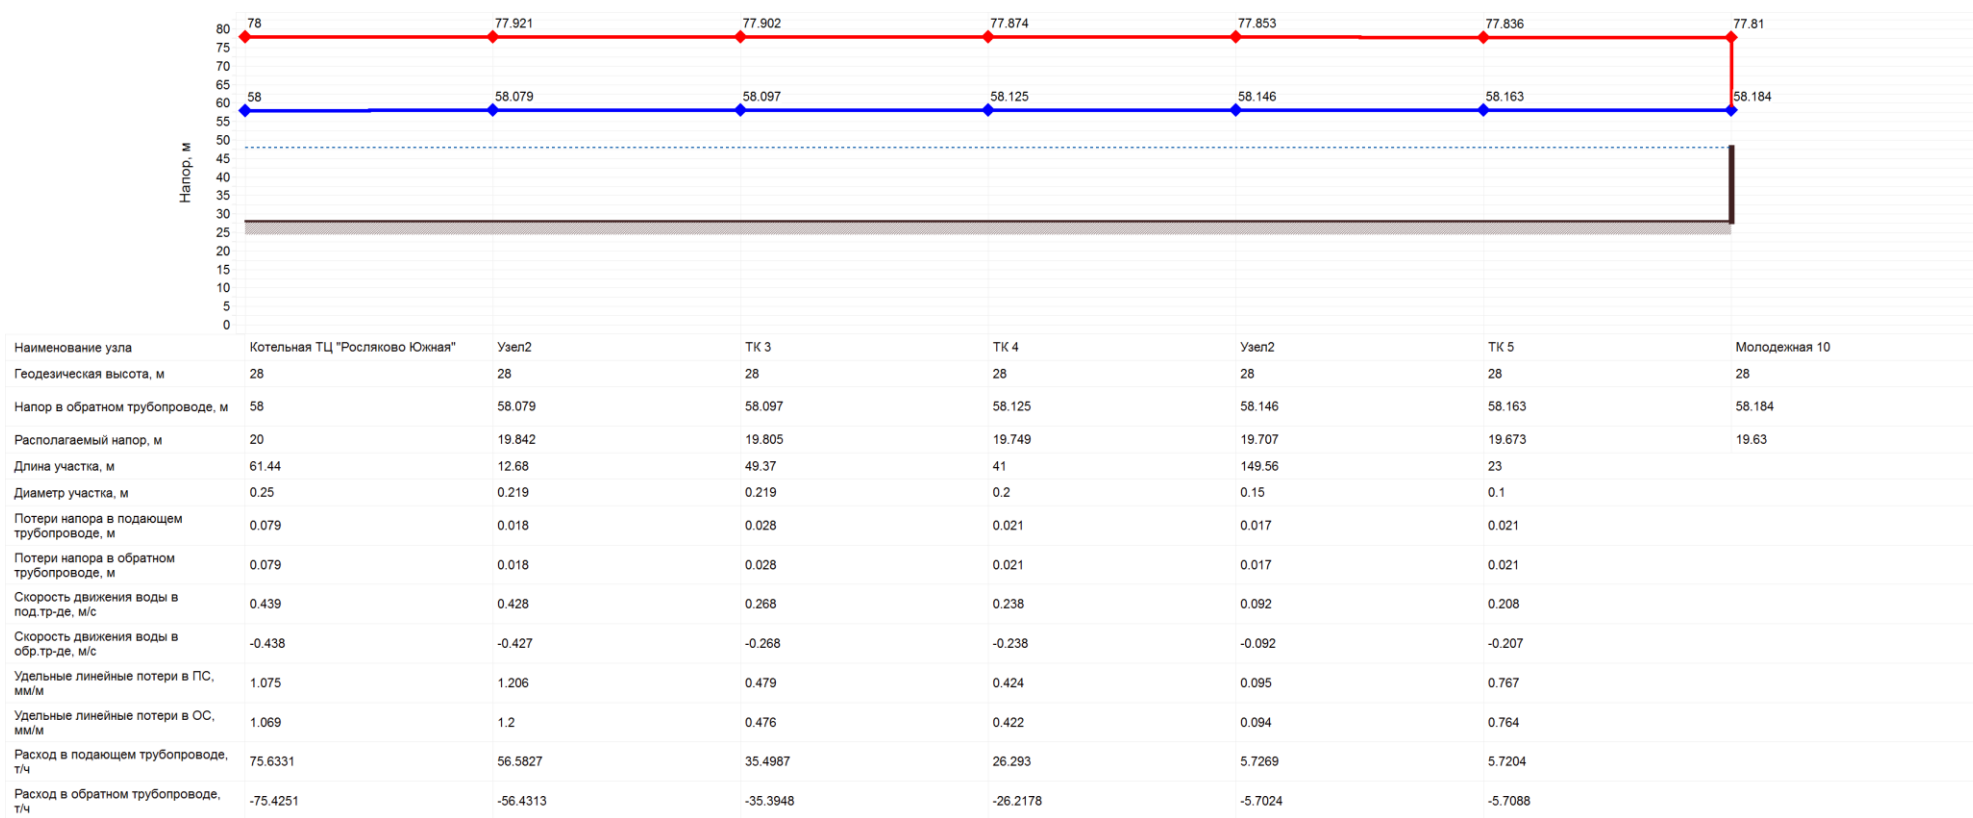 78 77.921 77.902 77.874 77.853 77.836 77.81
80
75
70
65
58 58.079 58.097 58.125 58.146 58.163 58.184
60
55
50
45
40
35
30
25
20
15
10
5
0
Напор, м
Наименование узла Котельная ТЦ "Росляково Южная" Узел2 ТК 3 ТК 4 Узел2 ТК 5 Молодежная 10
Геодезическая высота, м 28 28 28 28 28 28 28
Напор в обратном трубопроводе, м 58 58.079 58.097 58.125 58.146 58.163 58.184
Располагаемый напор, м 20 19.842 19.805 19.749 19.707 19.673 19.63
Длина участка, м 61.44 12.68 49.37 41 149.56 23
Диаметр участка, м 0.25 0.219 0.219 0.2 0.15 0.1
Потери напора в подающем
трубопроводе, м 0.079 0.018 0.028 0.021 0.017 0.021
Потери напора в обратном
трубопроводе, м 0.079 0.018 0.028 0.021 0.017 0.021
Скорость движения воды в
под.тр-де, м/с 0.439 0.428 0.268 0.238 0.092 0.208
Скорость движения воды в
обр.тр-де, м/с -0.438 -0.427 -0.268 -0.238 -0.092 -0.207
Удельные линейные потери в ПС,
мм/м 1.075 1.206 0.479 0.424 0.095 0.767
Удельные линейные потери в ОС,
мм/м 1.069 1.2 0.476 0.422 0.094 0.764
Расход в подающем трубопроводе,
т/ч 75.6331 56.5827 35.4987 26.293 5.7269 5.7204
Расход в обратном трубопроводе,
т/ч -75.4251 -56.4313 -35.3948 -26.2178 -5.7024 -5.7088